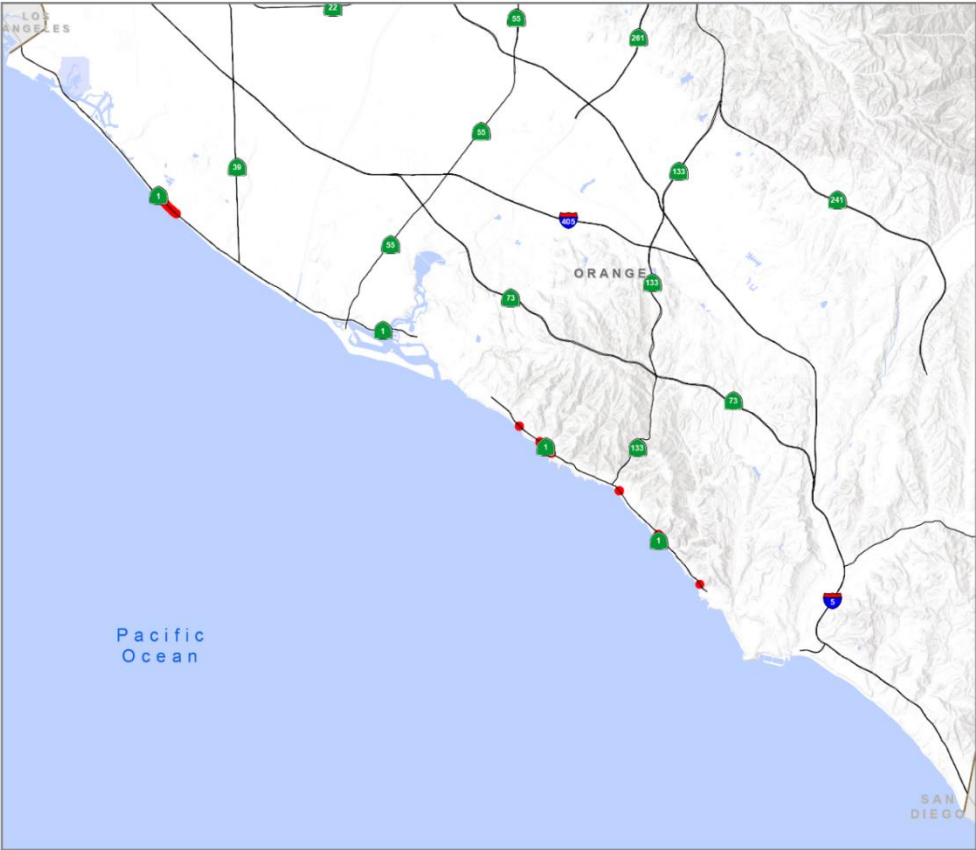 LOS
ANGELES
22
55
261
55
39
133
1
241
405
55
ORANGE
133
73
1
73
1
133
1
5
Pacific
Ocean
SAN
DIEGO